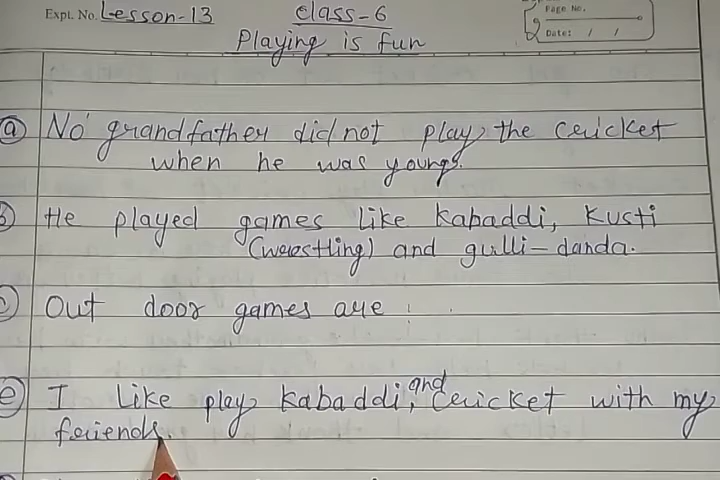 Expt. No. Lesson-13 Class-6 Page No.
Playing is fun Date: / /
(a) No grandfather did not play the cricket
when he was young.
(b) He played games like Kabaddi, Kusti
(wrostling) and gulli-danda.
(c) Out door games are :
(e) I like play Kabaddi, and Cricket with my
friends.